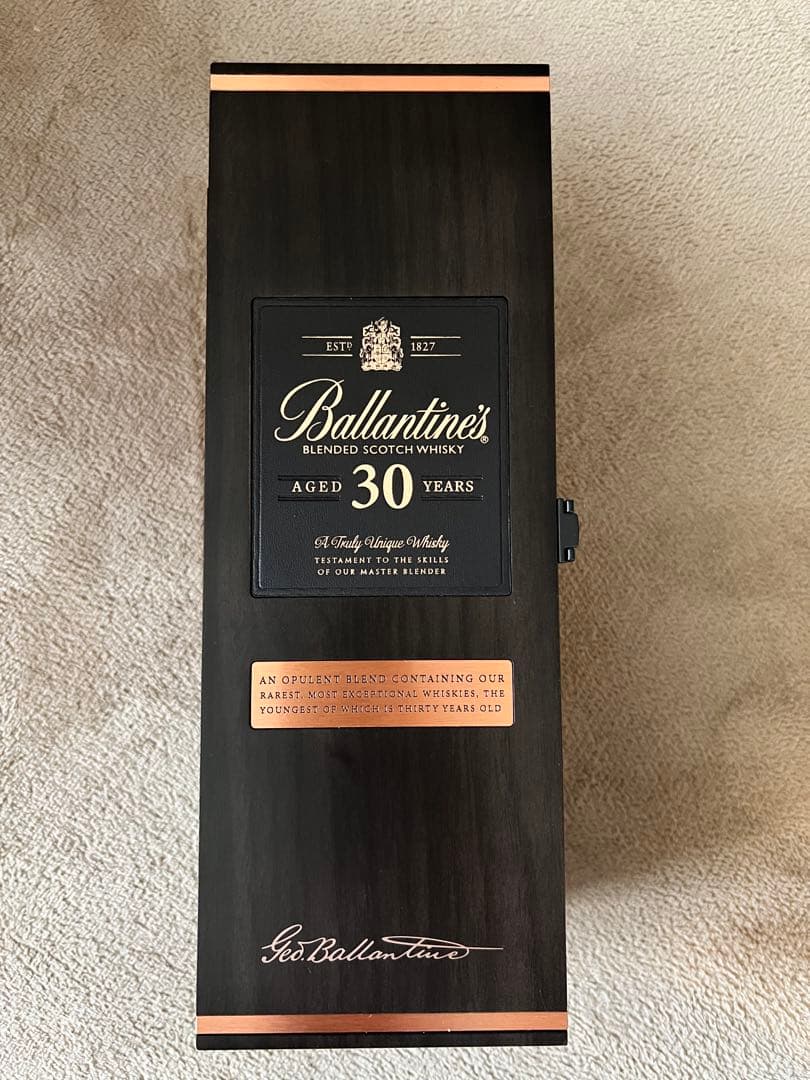 ESTD 1827
Ballantine's®
BLENDED SCOTCH WHISKY
AGED 30 YEARS
A Truly Unique Whisky
TESTAMENT TO THE SKILLS
OF OUR MASTER BLENDER
AN OPULENT BLEND CONTAINING OUR
RAREST, MOST EXCEPTIONAL WHISKIES, THE
YOUNGEST OF WHICH IS THIRTY YEARS OLD
Geo. Ballantine